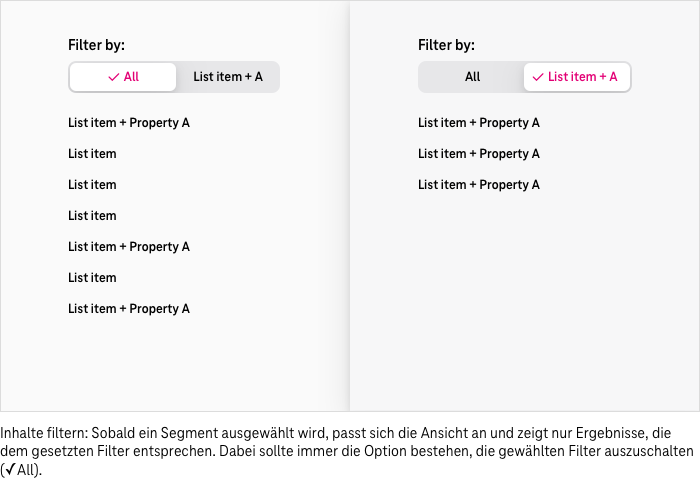 Filter by:
✓ All
List item + A
List item + Property A
List item
List item
List item
List item + Property A
List item
List item + Property A
Filter by:
All
✓ List item + A
List item + Property A
List item + Property A
List item + Property A
Inhalte filtern: Sobald ein Segment ausgewählt wird, passt sich die Ansicht an und zeigt nur Ergebnisse, die
dem gesetzten Filter entsprechen. Dabei sollte immer die Option bestehen, die gewählten Filter auszuschalten
(✓All).